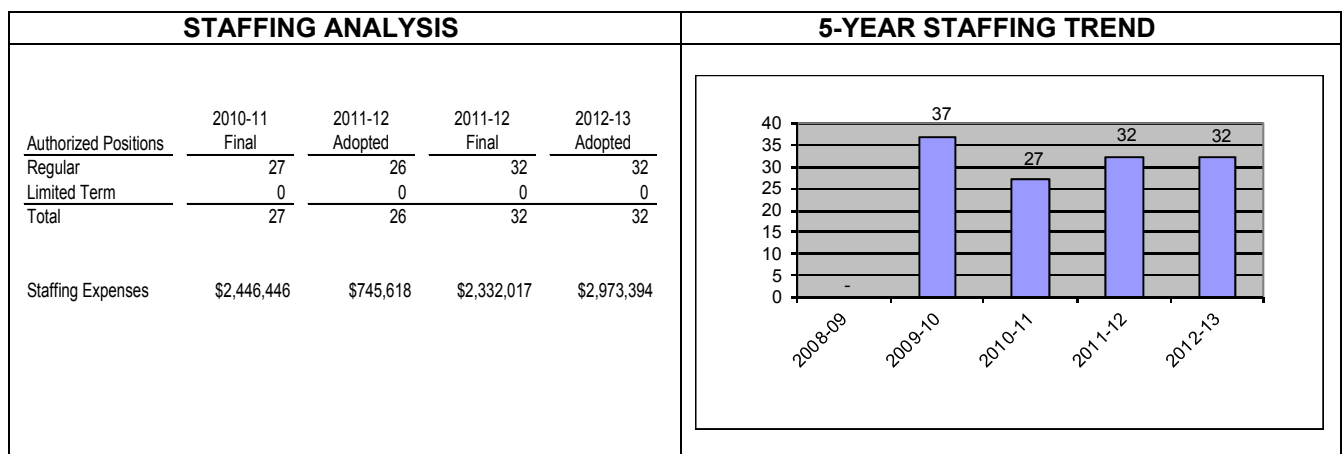 STAFFING ANALYSIS
5-YEAR STAFFING TREND
2010-11 2011-12 2011-12 2012-13
Authorized Positions Final Adopted Final Adopted
Regular 27 26 32 32
Limited Term 0 0 0 0
Total 27 26 32 32
Staffing Expenses $2,446,446 $745,618 $2,332,017 $2,973,394
40
35
30
25
20
15
10
5
0
- 37 27 32 32
2008-09 2009-10 2010-11 2011-12 2012-13